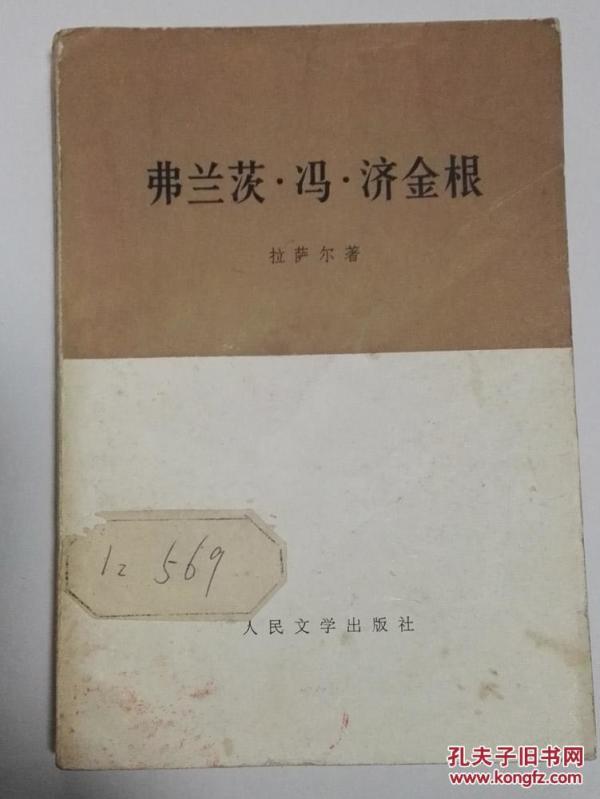 弗兰茨·冯·济金根
拉萨尔著
12 569
人民文学出版社
孔夫子旧书网
www.kongfz.com